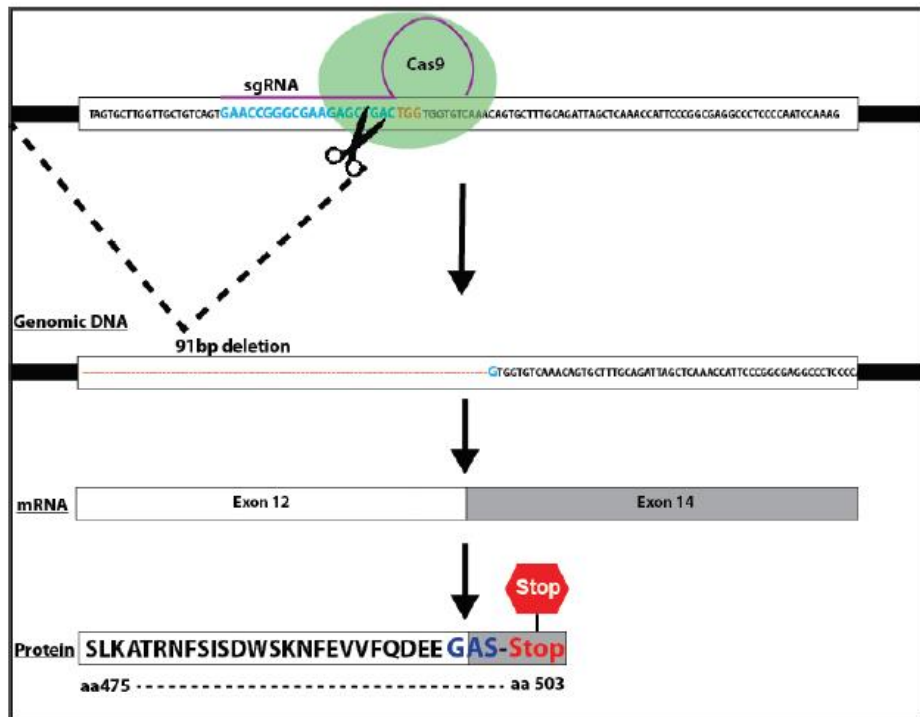 Cas9
sgRNA
TAGTGCTTGGTTGCTGTCAGTGAACCGGGCGAAGAGCTGACTGGTGGTGTCAAACAGTGCTTTGCAGATTAGCTCAAACCATTCCCGGCGAGGCCCTCCCCAATCCAAAG
Genomic DNA
91bp deletion
GTGGTGTCAAACAGTGCTTTGCAGATTAGCTCAAACCATTCCCGGCGAGGCCCTCCCC
mRNA Exon 12 Exon 14
Stop
Protein SLKATRNFSISDWSKNFEVVFQDEE GAS-Stop
aa475 aa 503